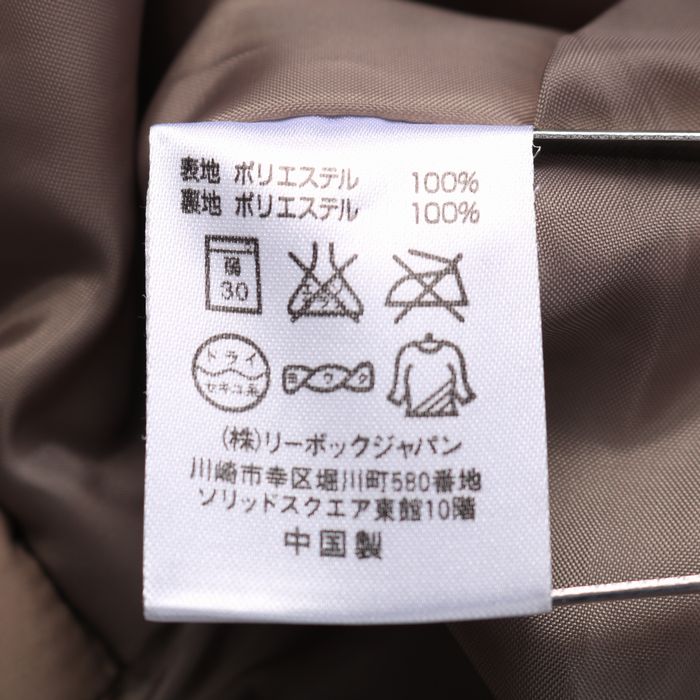 表地 ポリエステル 100%
裏地 ポリエステル 100%
弱
30
エンソ
ドライ
セキユ系
ヨワク
(株)リーボックジャパン
川崎市幸区堀川町580番地
ソリッドスクエア東館10階
中国製